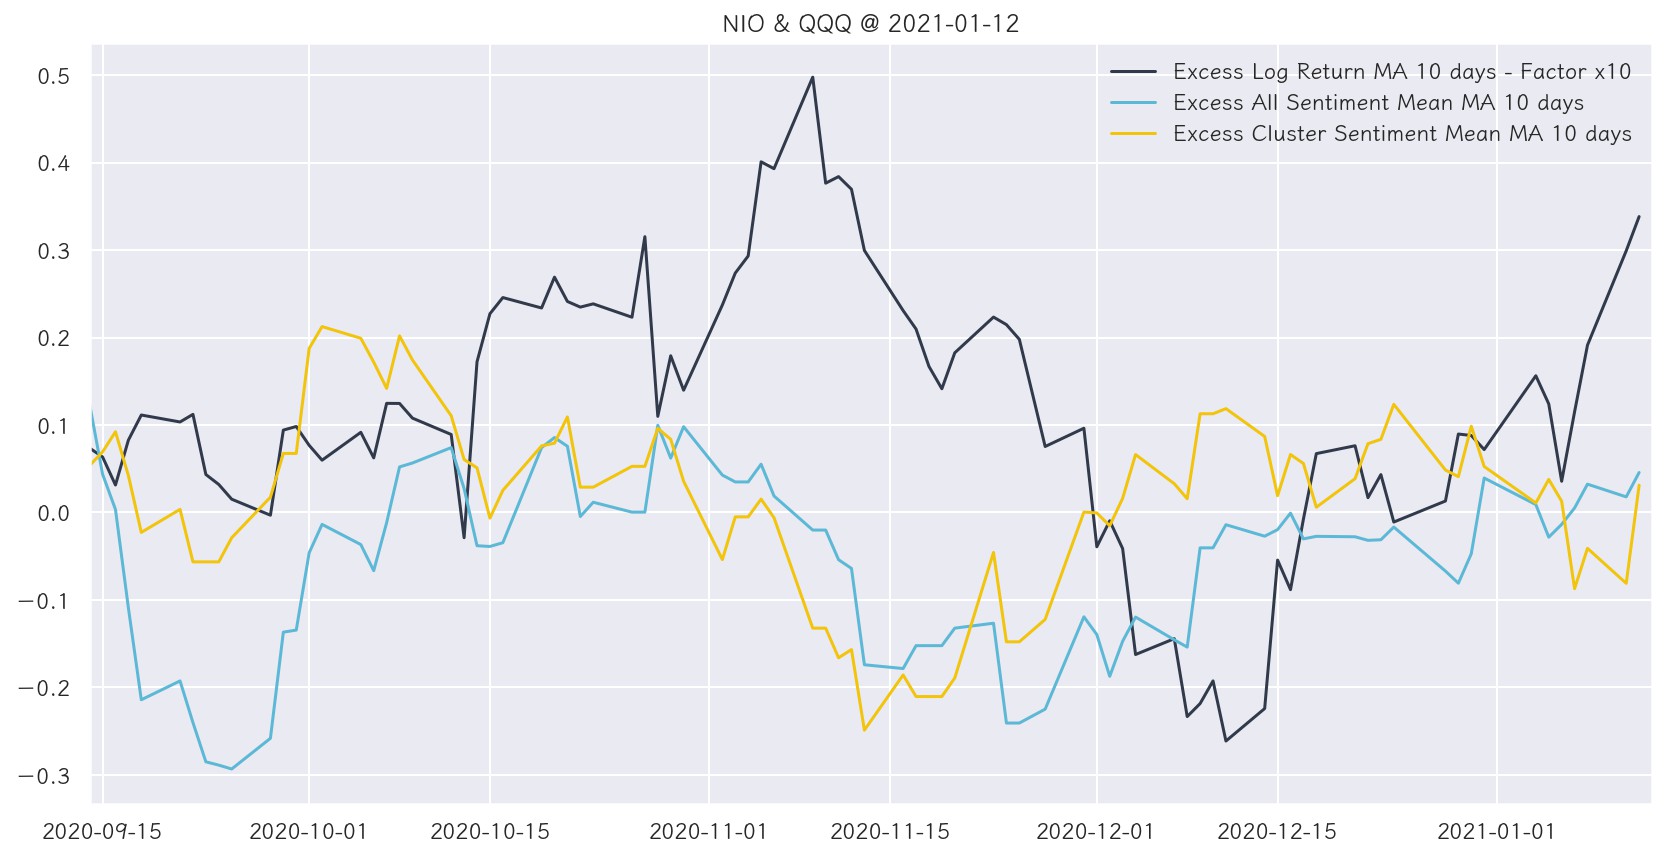 NIO & QQQ @ 2021-01-12
Excess Log Return MA 10 days - Factor x10
Excess All Sentiment Mean MA 10 days
Excess Cluster Sentiment Mean MA 10 days
0.5
0.4
0.3
0.2
0.1
0.0
−0.1
−0.2
−0.3
2020-09-15 2020-10-01 2020-10-15 2020-11-01 2020-11-15 2020-12-01 2020-12-15 2021-01-01